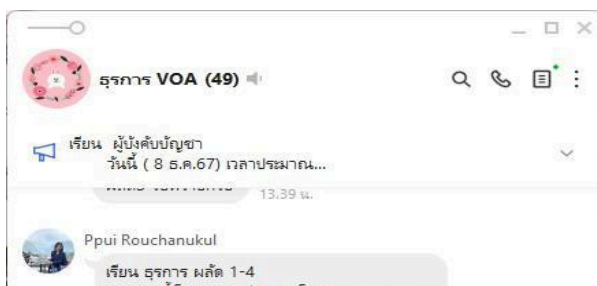 ธุรการ VOA (49)
เรียน ผู้บังคับบัญชา
วันนี้ ( 8 ธ.ค.67) เวลาประมาณ...
13.39 น.
Ppui Rouchanukul
เรียน ธุรการ ผลัด 1-4